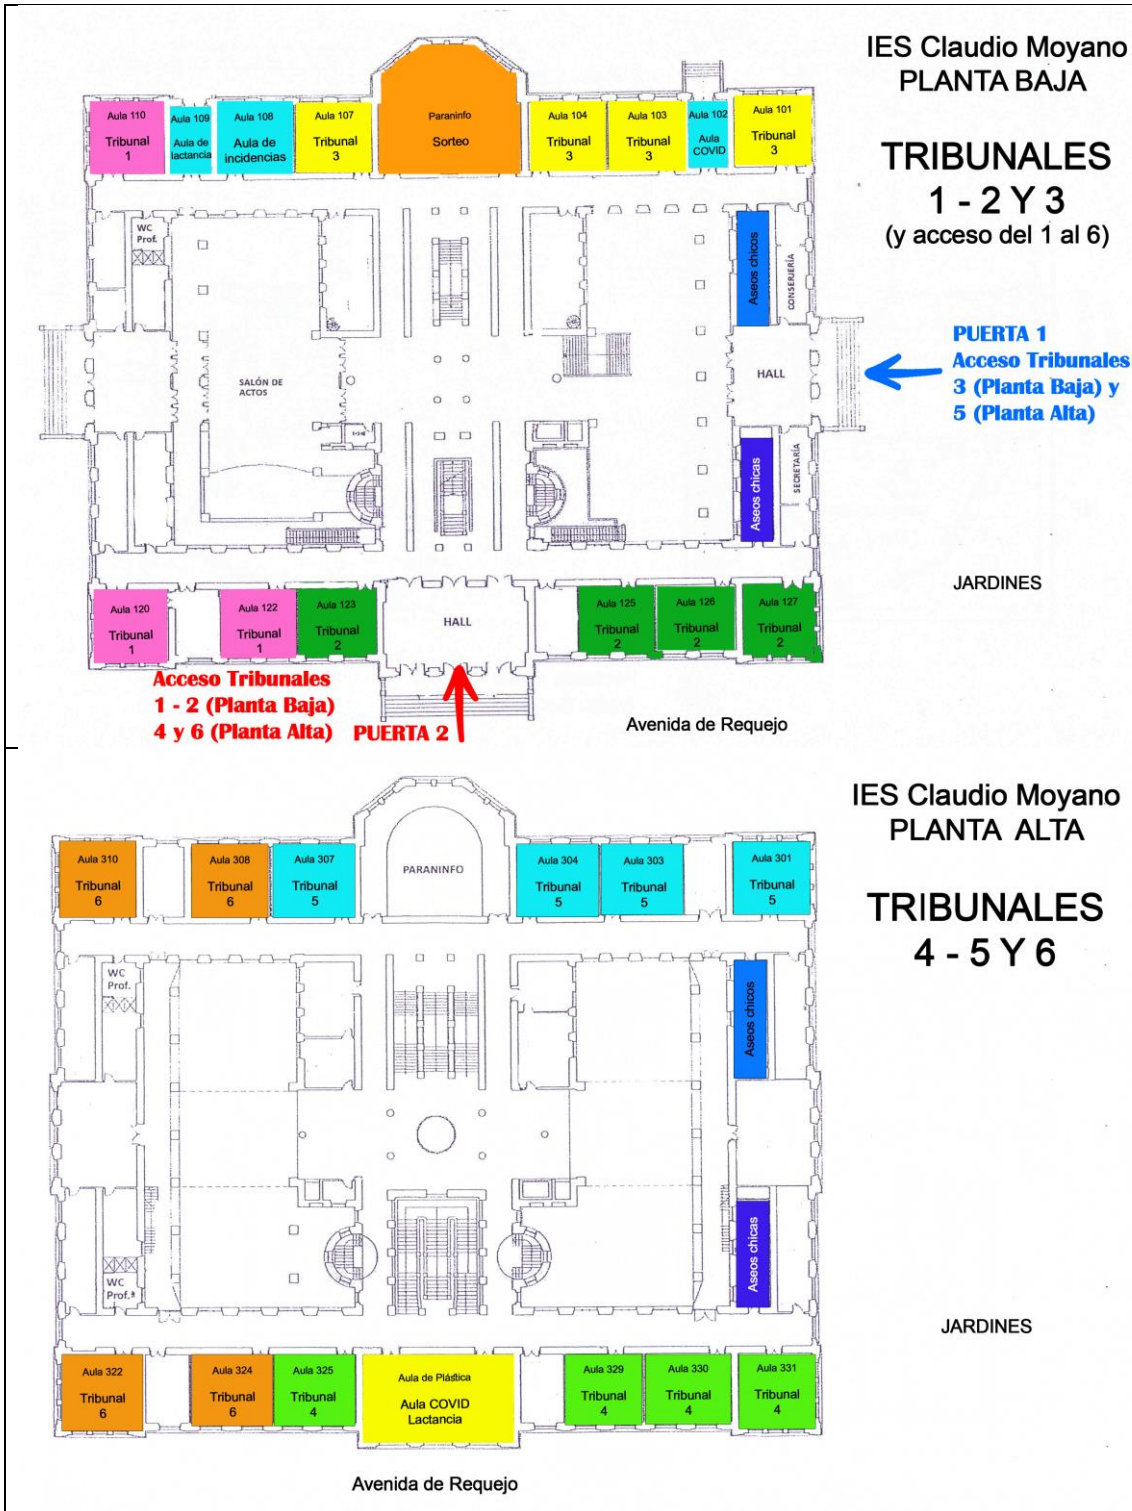 IES Claudio Moyano
PLANTA BAJA
TRIBUNALES
1 - 2 Y 3
(y acceso del 1 al 6)
Aula 110
Tribunal
1
Aula 109
Aula de
lactancia
Aula 108
Aula de
incidencias
Aula 107
Tribunal
3
Paraninfo
Sorteo
Aula 104
Tribunal
3
Aula 103
Tribunal
3
Aula 102
Aula
COVID
Aula 101
Tribunal
3
WC
Prof.
Aseos chicos
CONSERJERÍA
SALÓN DE
ACTOS
HALL
PUERTA 1
Acceso Tribunales
3 (Planta Baja) y
5 (Planta Alta)
Aseos chicas
SECRETARÍA
JARDINES
Aula 120
Tribunal
1
Aula 122
Tribunal
1
Aula 123
Tribunal
2
HALL
Aula 125
Tribunal
2
Aula 126
Tribunal
2
Aula 127
Tribunal
2
Acceso Tribunales
1 - 2 (Planta Baja)
4 y 6 (Planta Alta)
PUERTA 2
Avenida de Requejo
IES Claudio Moyano
PLANTA ALTA
TRIBUNALES
4 - 5 Y 6
Aula 310
Tribunal
6
Aula 308
Tribunal
6
Aula 307
Tribunal
5
PARANINFO
Aula 304
Tribunal
5
Aula 303
Tribunal
5
Aula 301
Tribunal
5
WC
Prof.
Aseos chicos
Aseos chicas
WC
Prof.ª
JARDINES
Aula 322
Tribunal
6
Aula 324
Tribunal
6
Aula 325
Tribunal
4
Aula de Plástica
Aula COVID
Lactancia
Aula 329
Tribunal
4
Aula 330
Tribunal
4
Aula 331
Tribunal
4
Avenida de Requejo